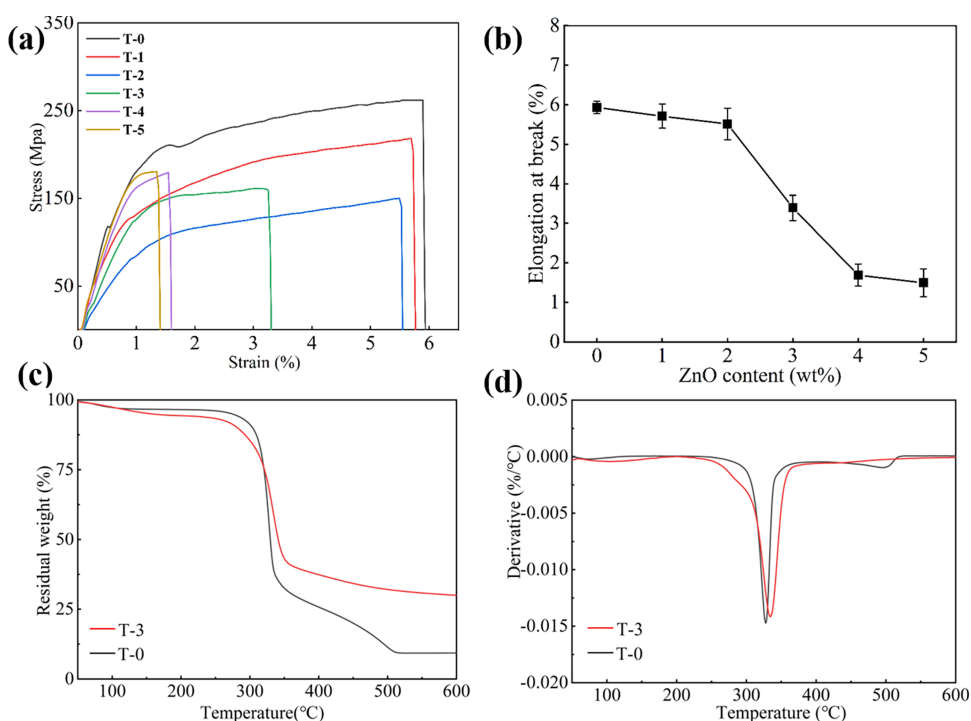 (a)
350
250
150
50
Stress (Mpa)
T-0
T-1
T-2
T-3
T-4
T-5
0 1 2 3 4 5 6
Strain (%)
(b)
8
7
6
5
4
3
2
1
0
Elongation at break (%)
0 1 2 3 4 5
ZnO content (wt%)
(c)
100
75
50
25
0
Residual weight (%)
T-3
T-0
100 200 300 400 500 600
Temperature(°C)
(d)
0.005
0.000
-0.005
-0.010
-0.015
-0.020
Derivative (%/°C)
T-3
T-0
100 200 300 400 500 600
Temperature (°C)